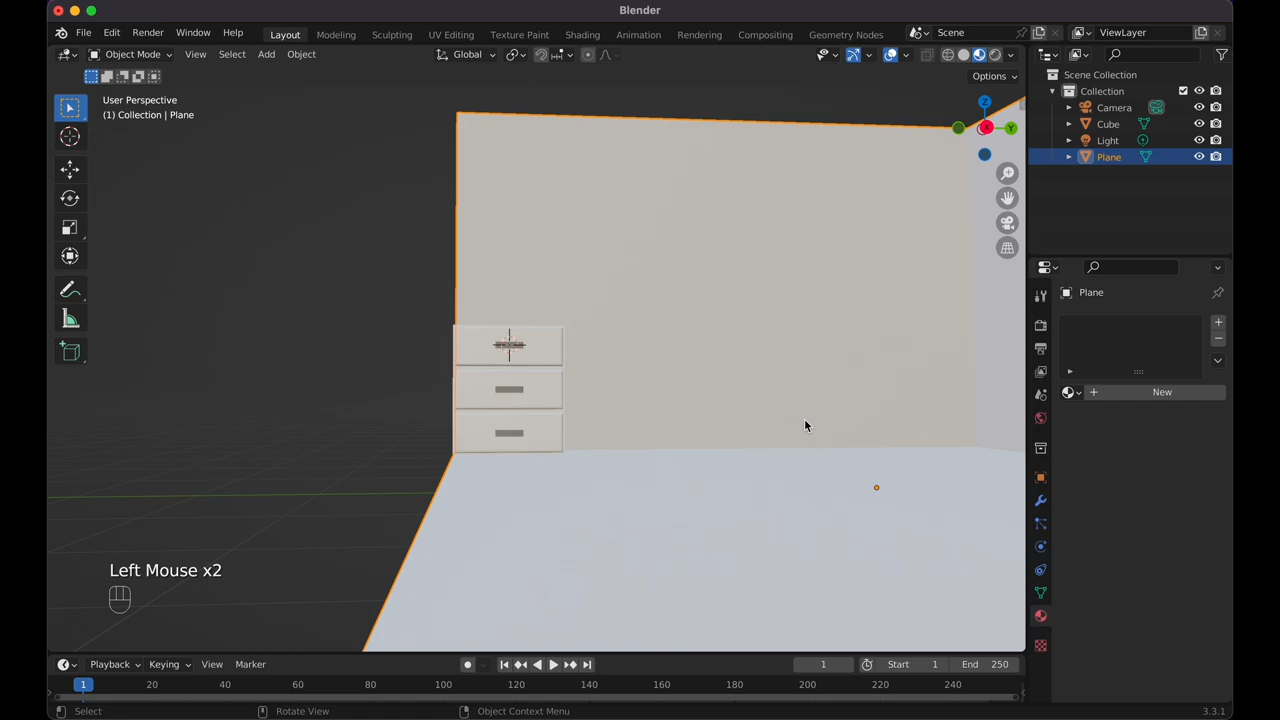 Blender
File Edit Render Window Help
Layout Modeling Sculpting UV Editing Texture Paint Shading Animation Rendering Compositing Geometry Nodes
Scene
ViewLayer
Object Mode View Select Add Object
Global
Options
User Perspective
(1) Collection | Plane
Z
X
Y
Scene Collection
Collection
Camera
Cube
Light
Plane
Plane
New
Left Mouse x2
Playback Keying View Marker
1
Start 1
End 250
1 20 40 60 80 100 120 140 160 180 200 220 240
Select
Rotate View
Object Context Menu
3.3.1